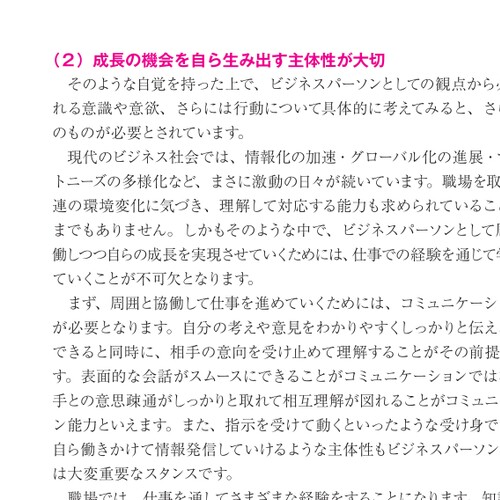 （2）成長の機会を自ら生み出す主体性が大切
そのような自覚を持った上で、ビジネスパーソンとしての観点から
れる意識や意欲、さらには行動について具体的に考えてみると、さ
のものが必要とされています。
現代のビジネス社会では、情報化の加速・グローバル化の進展・
トニーズの多様化など、まさに激動の日々が続いています。職場を取
連の環境変化に気づき、理解して対応する能力も求められているこ
までもありません。しかもそのような中で、ビジネスパーソンとして
働しつつ自らの成長を実現させていくためには、仕事での経験を通じて
ていくことが不可欠となります。
まず、周囲と協働して仕事を進めていくためには、コミュニケーシ
が必要となります。自分の考えや意見をわかりやすくしっかりと伝え
できると同時に、相手の意向を受け止めて理解することがその前提
す。表面的な会話がスムースにできることがコミュニケーションでは
手との意思疎通がしっかりと取れて相互理解が図れることがコミュニ
ン能力といえます。また、指示を受けて動くといったような受け身で
自ら働きかけて情報発信していけるような主体性もビジネスパーソン
は大変重要なスタンスです。
職場では、仕事を通してさまざまな経験をすることになります。